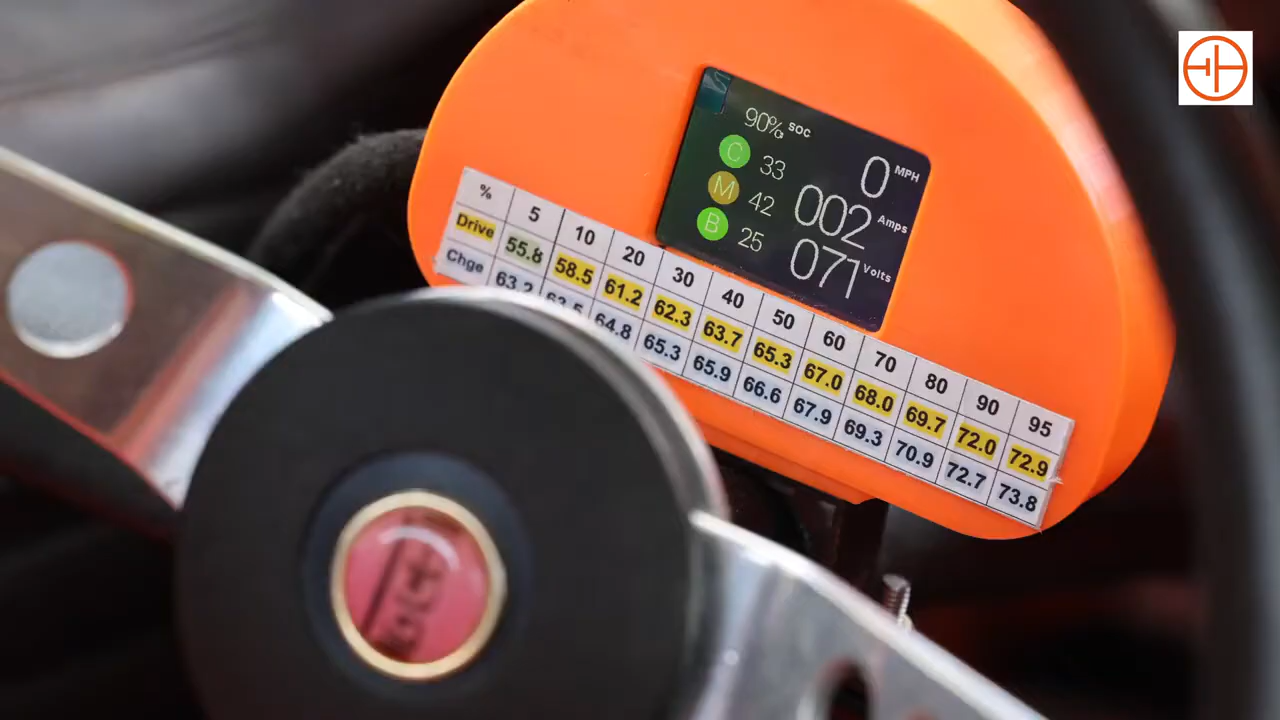 90% SOC
0 MPH
C 33
M 42
002 Amps
B 25
071 Volts
% 5 10 20 30 40 50 60 70 80 90 95
Drive 55.8 58.5 61.2 62.3 63.7 65.3 67.0 68.0 69.7 72.0 72.9
Chge 63.2 63.5 64.8 65.3 65.9 66.6 67.9 69.3 70.9 72.7 73.8